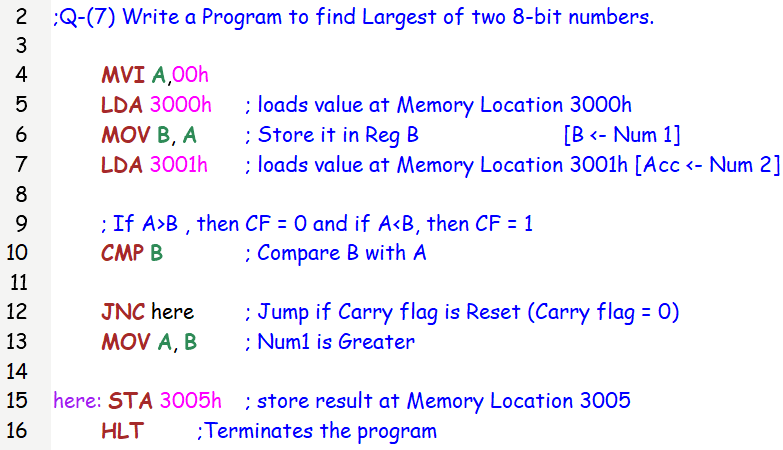 2 ;Q-(7) Write a Program to find Largest of two 8-bit numbers.
3
4 MVI A,00h
5 LDA 3000h ; loads value at Memory Location 3000h
6 MOV B, A ; Store it in Reg B [B <- Num 1]
7 LDA 3001h ; loads value at Memory Location 3001h [Acc <- Num 2]
8
9 ; If A>B , then CF = 0 and if A<B, then CF = 1
10 CMP B ; Compare B with A
11
12 JNC here ; Jump if Carry flag is Reset (Carry flag = 0)
13 MOV A, B ; Num1 is Greater
14
15 here: STA 3005h ; store result at Memory Location 3005
16 HLT ;Terminates the program